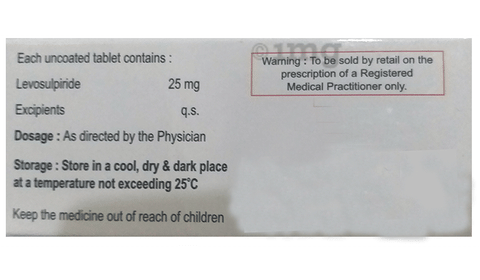 Each uncoated tablet contains :
Levosulpiride 25 mg
Excipients q.s.
Dosage : As directed by the Physician
Storage : Store in a cool, dry & dark place
at a temperature not exceeding 25°C
Keep the medicine out of reach of children
1mg
Warning : To be sold by retail on the
prescription of a Registered
Medical Practitioner only.